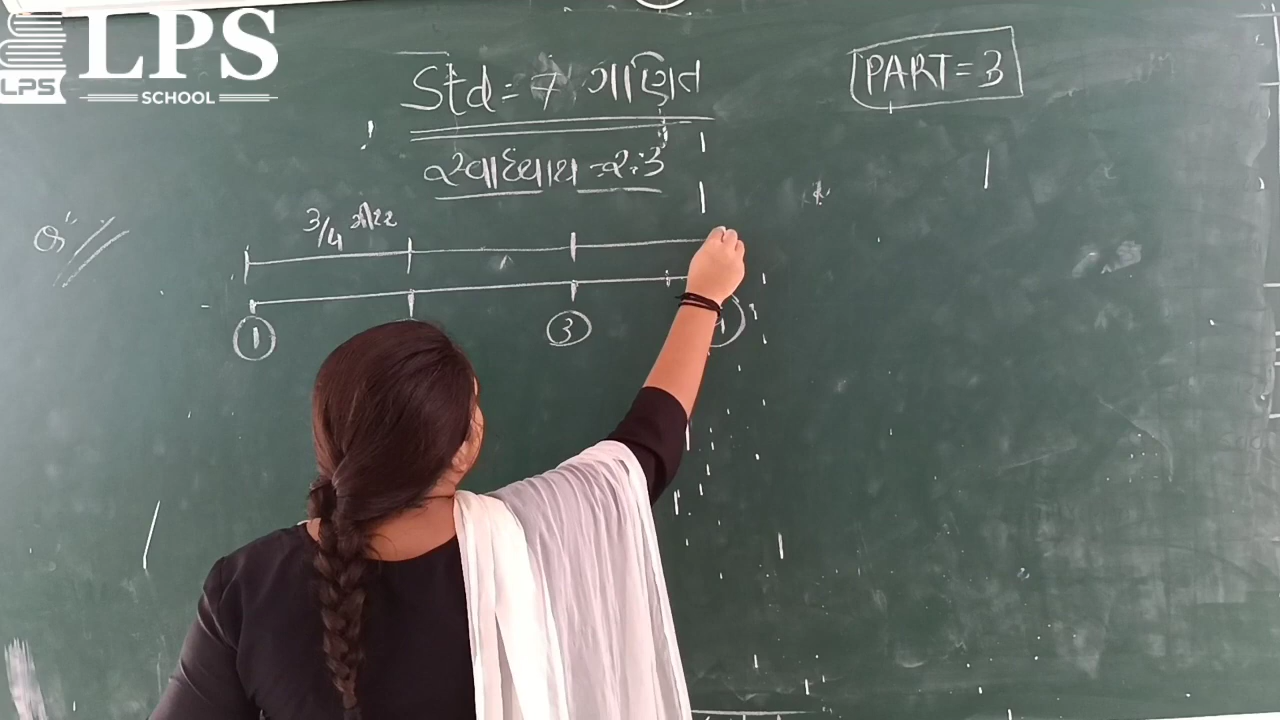 LPS
LPS
SCHOOL
Std = 7 ગણિત
PART = 3
સ્વાધ્યાય = 2.3
3/4 મીટર
1 3